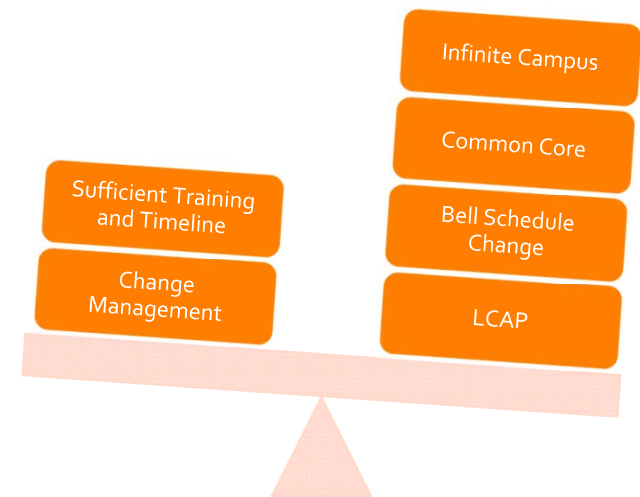 Sufficient Training
and Timeline
Change
Management
Infinite Campus
Common Core
Bell Schedule
Change
LCAP